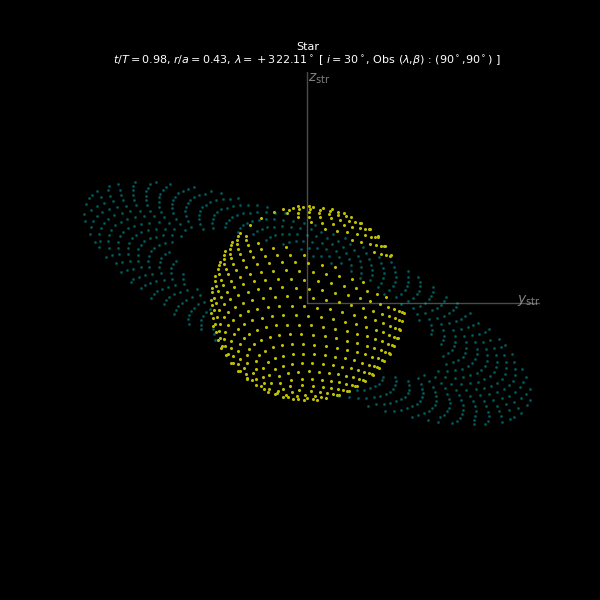 Star
t/T = 0.98, r/a = 0.43, λ = +322.11° [ i = 30°, Obs (λ,β) : (90°,90°) ]
z_str
y_str